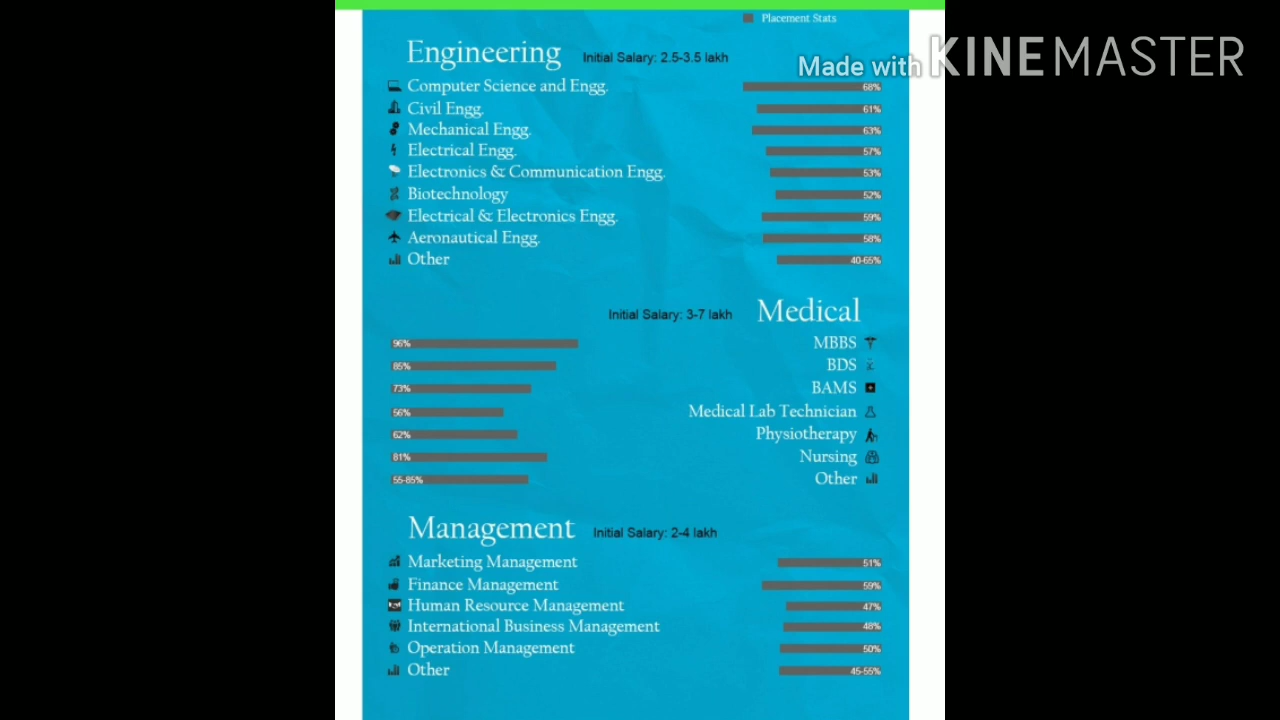 Placement Stats
Made with KINEMASTER
Engineering Initial Salary: 2.5-3.5 lakh
Computer Science and Engg. 68%
Civil Engg. 61%
Mechanical Engg. 63%
Electrical Engg. 57%
Electronics & Communication Engg. 53%
Biotechnology 52%
Electrical & Electronics Engg. 59%
Aeronautical Engg. 58%
Other 40-65%
Initial Salary: 3-7 lakh Medical
96% MBBS
85% BDS
73% BAMS
56% Medical Lab Technician
62% Physiotherapy
81% Nursing
55-85% Other
Management Initial Salary: 2-4 lakh
Marketing Management 51%
Finance Management 59%
Human Resource Management 47%
International Business Management 48%
Operation Management 50%
Other 45-55%